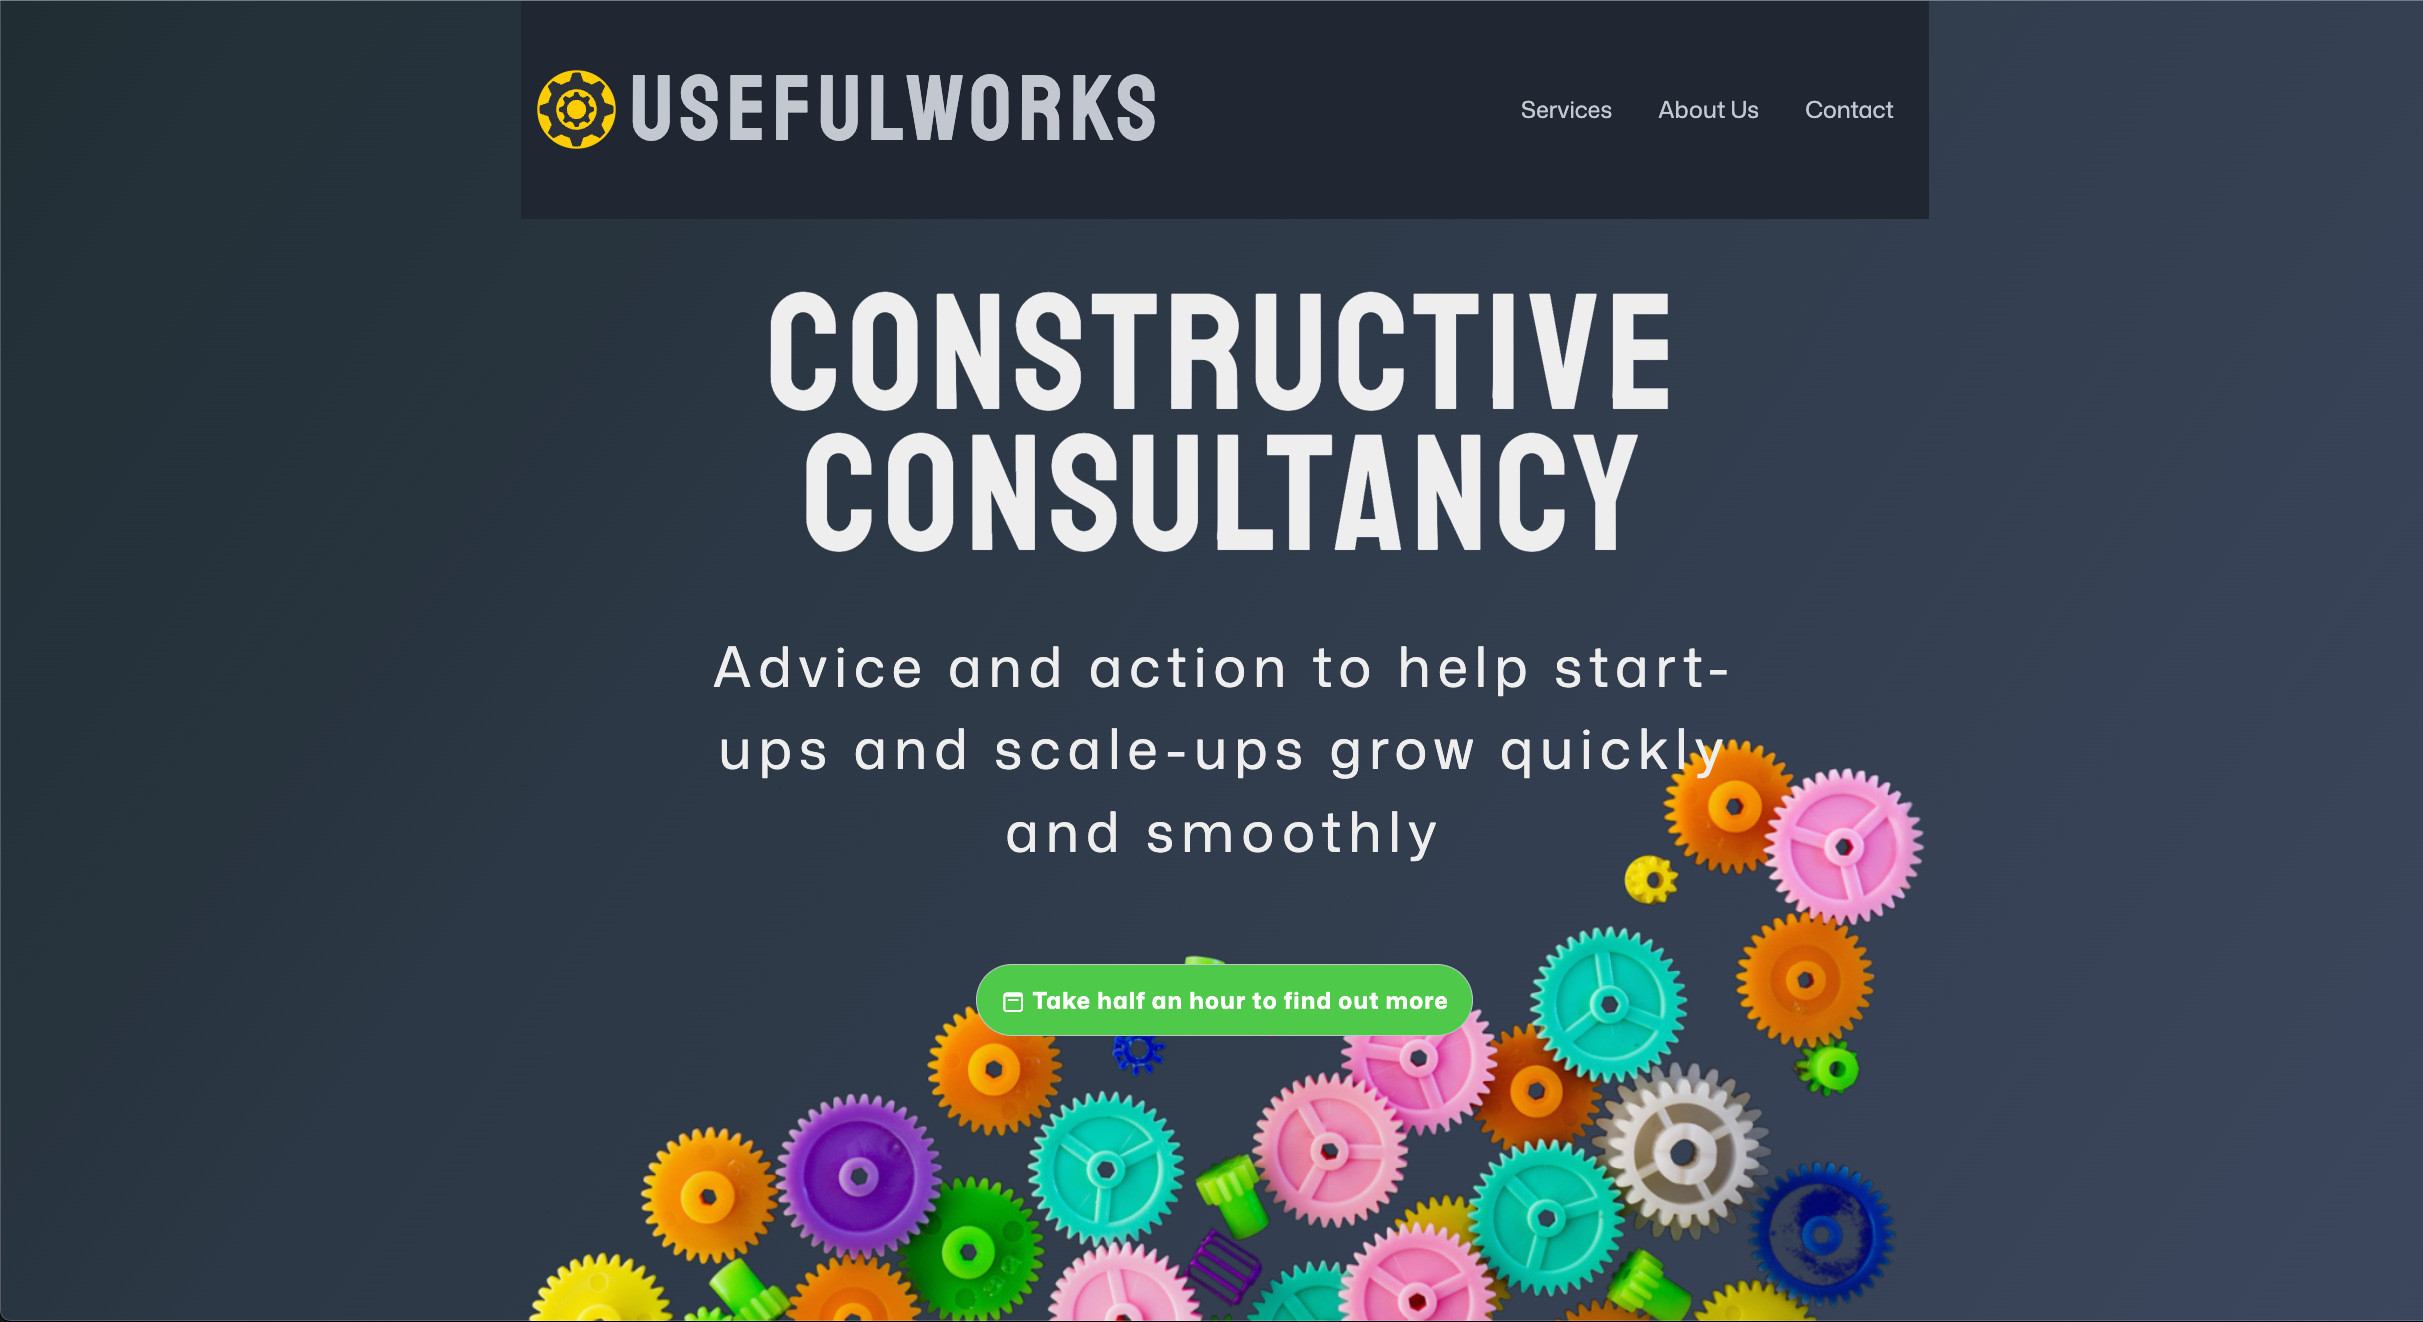 USEFULWORKS
Services About Us Contact
CONSTRUCTIVE
CONSULTANCY
Advice and action to help start-
ups and scale-ups grow quickly
and smoothly
Take half an hour to find out more